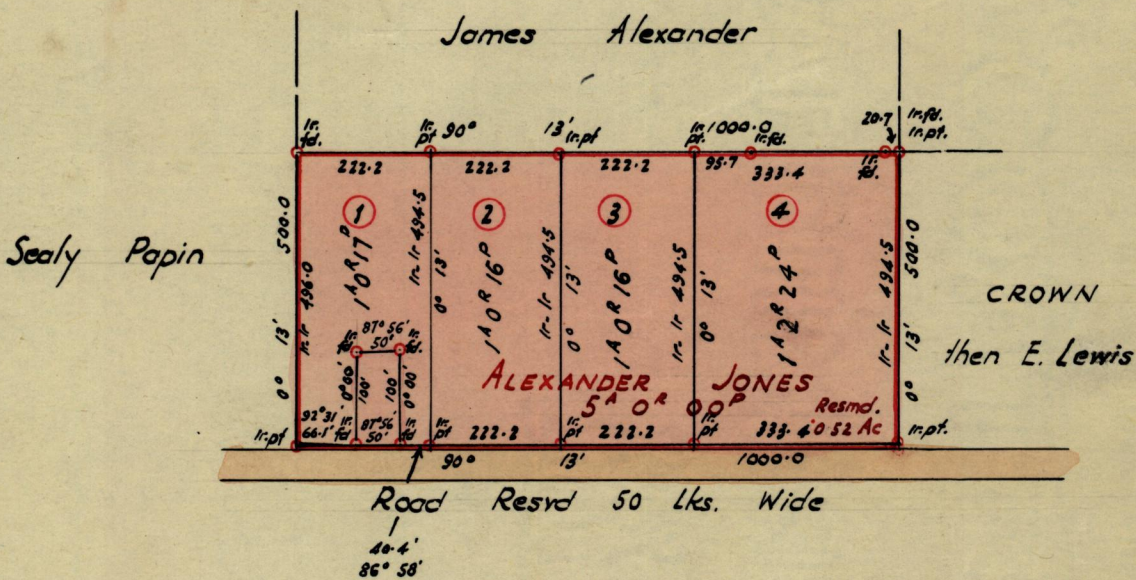 James Alexander
Ir. fd.
Ir. pt
90°
13'
Ir.pt
Ir. pt
1000.0
Ir.fd.
20.7
Ir.fd.
Ir.pt.
Ir. fd.
222.2
222.2
222.2
95.7
333.4
1
2
3
4
Sealy Papin
500.0
0° 13'
Ir-Ir 496.0
1A 0R 17P
Ir-Ir 494.5
0° 13'
1A 0R 16P
Ir-Ir 494.5
0° 13'
1A 0R 16P
Ir-Ir 494.5
0° 13'
1A 2R 24P
Ir-Ir 494.5
500.0
0° 13'
CROWN
then E. Lewis
87° 56'
50'
Ir. fd
Ir. fd.
0° 00'
100'
100'
0° 00'
ALEXANDER JONES
5A 0R 00P
Resmd.
0.52 Ac
Ir.pt
92° 31'
66.1'
Ir. fd
87° 56'
50'
Ir. fd
Ir. pt
222.2
Ir. pt
222.2
Ir. pt
333.4
Ir.pt.
90°
13'
1000.0
Road Resvd 50 Lks. Wide
40.4'
86° 58'